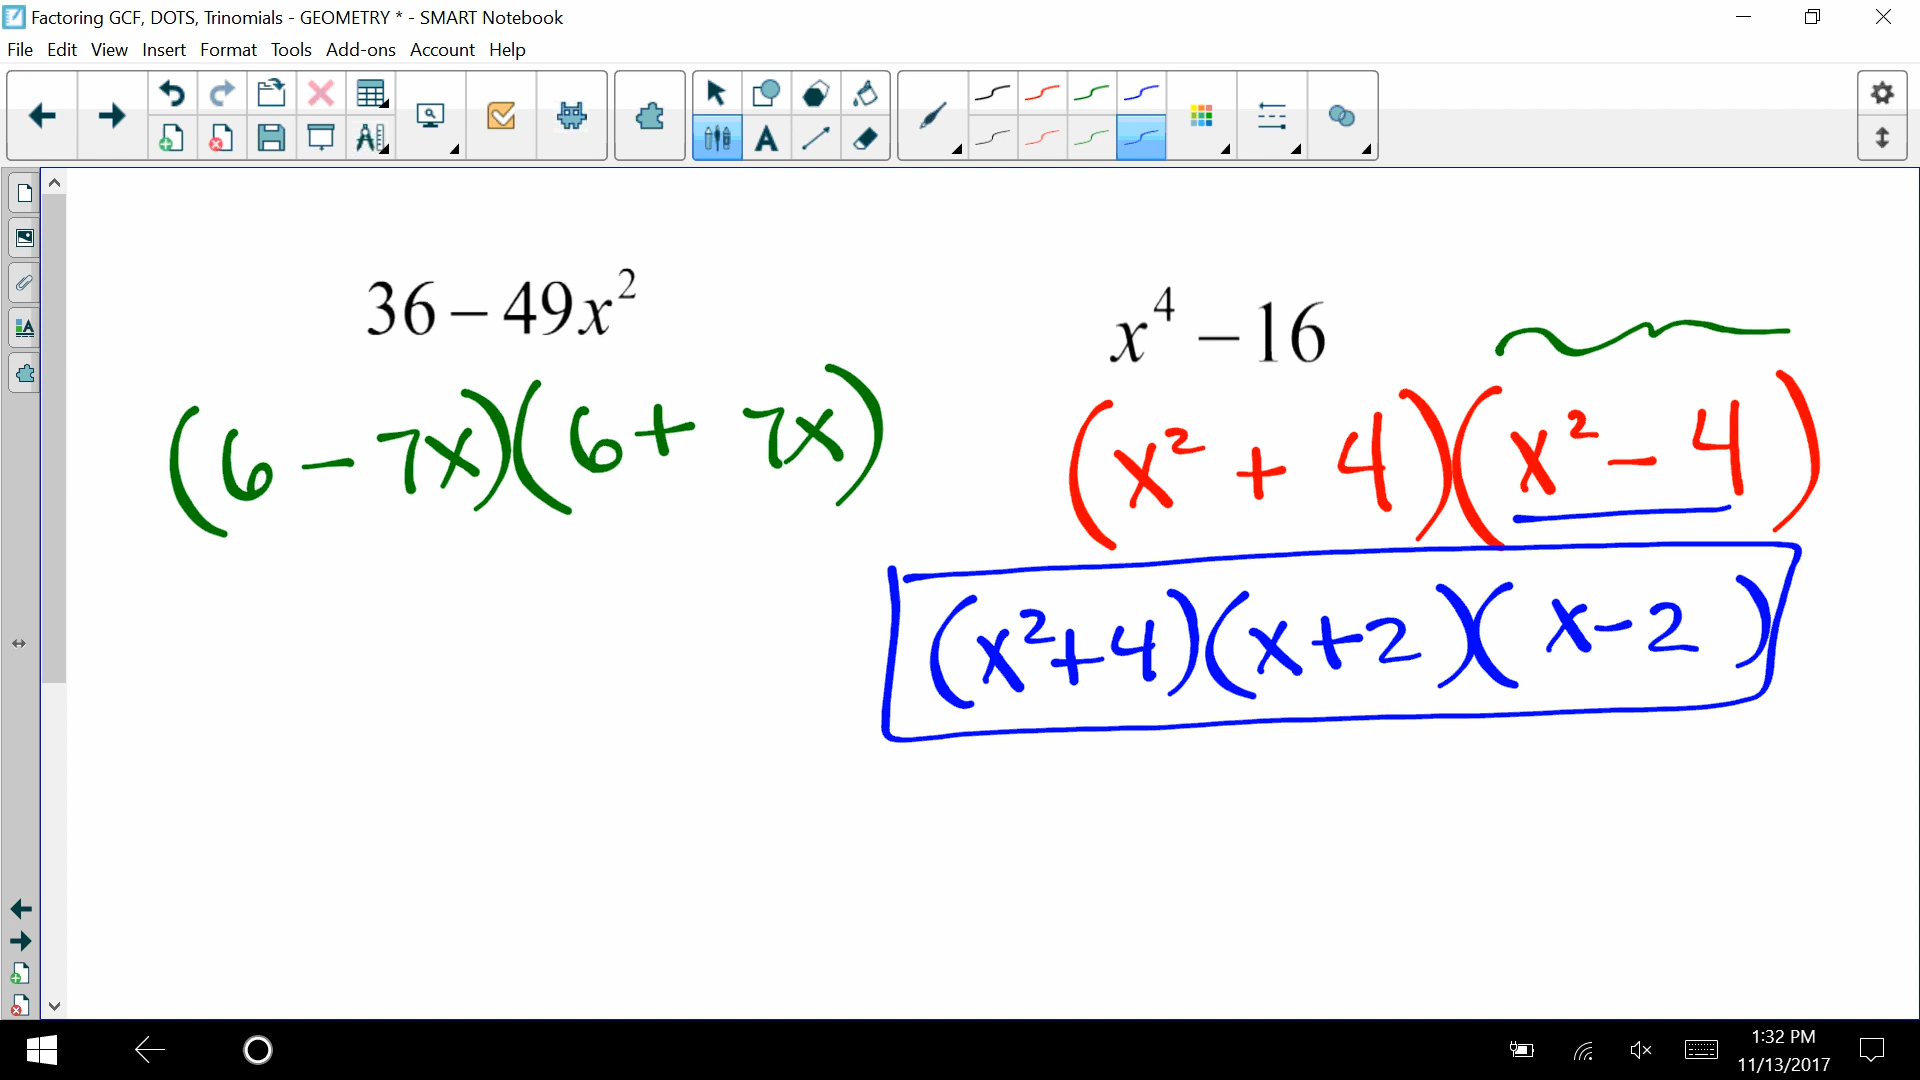 Factoring GCF, DOTS, Trinomials - GEOMETRY * - SMART Notebook
File Edit View Insert Format Tools Add-ons Account Help
36 – 49x²
(6 – 7x)(6 + 7x)
x⁴ – 16
(x² + 4)(x² – 4)
(x²+4)(x+2)(x-2)
1:32 PM
11/13/2017